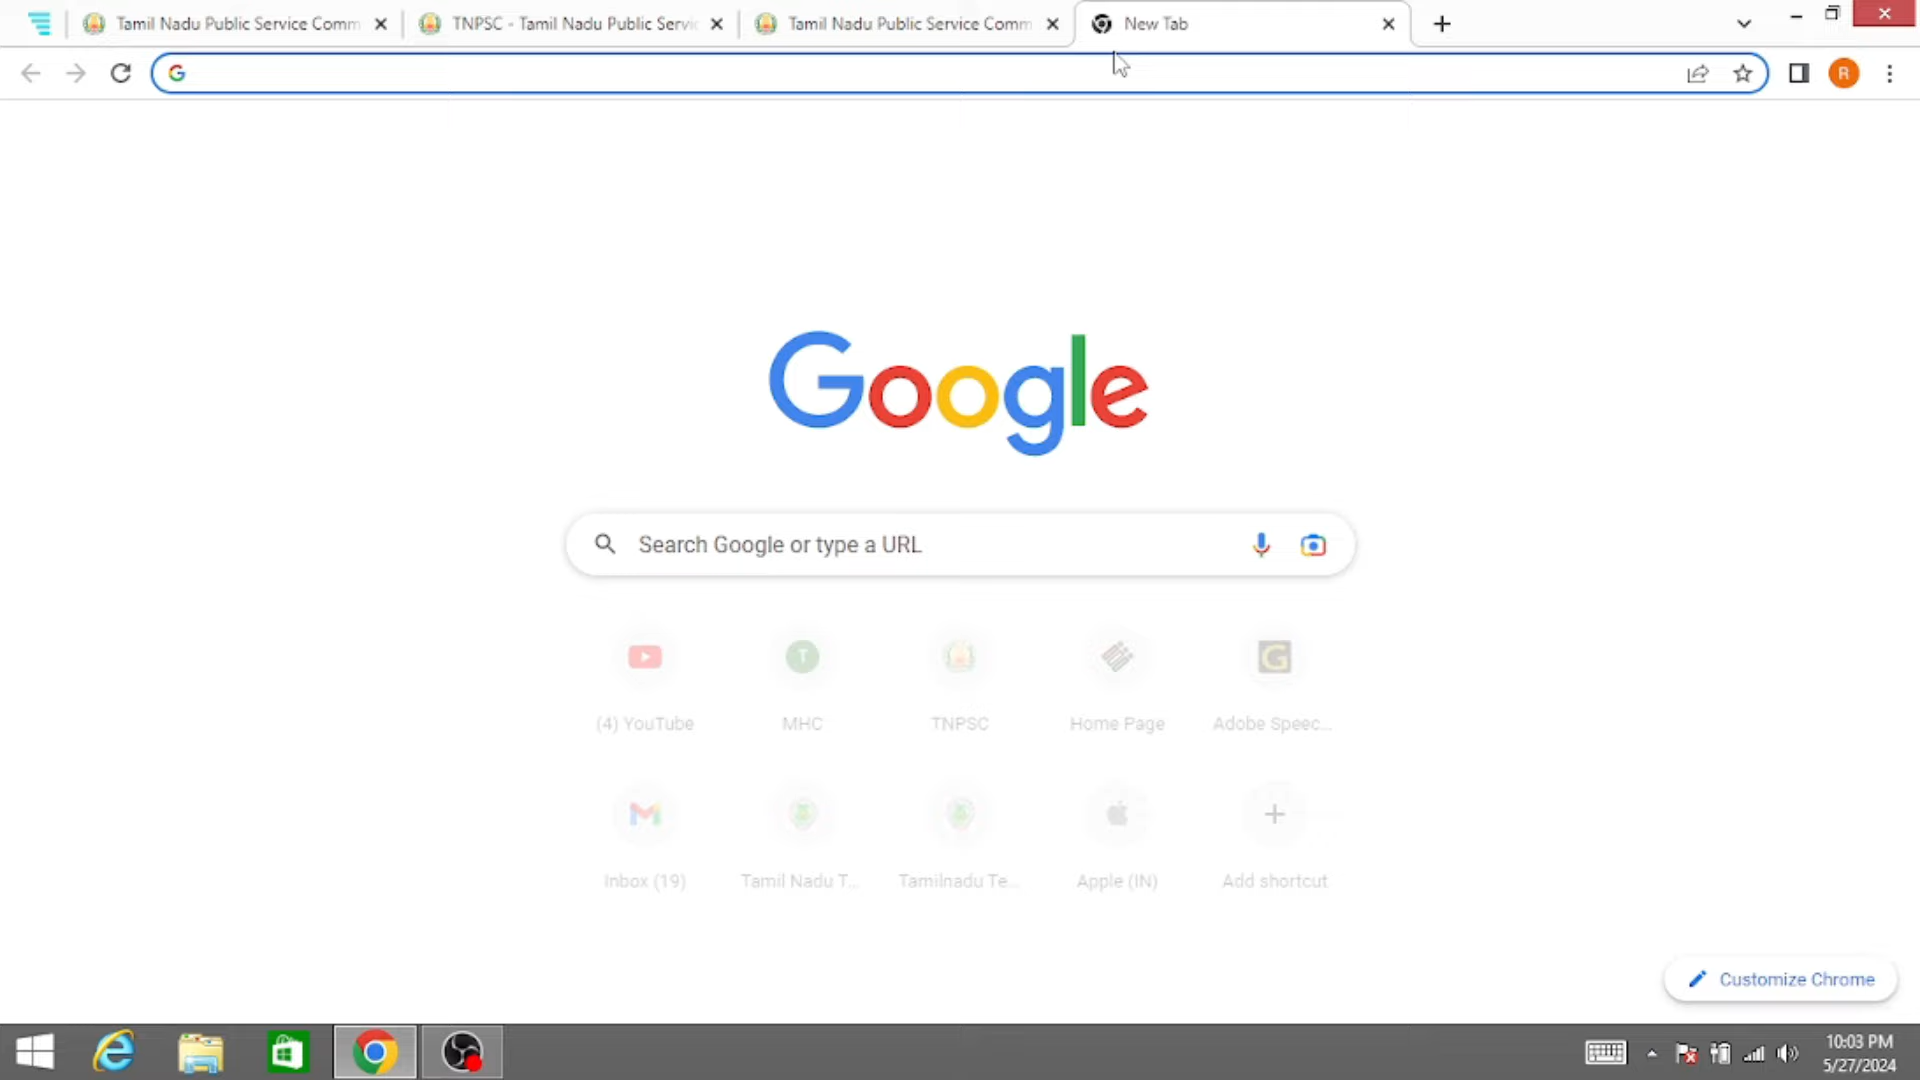 Tamil Nadu Public Service Comm
TNPSC - Tamil Nadu Public Servic
Tamil Nadu Public Service Comm
New Tab
R
Google
Search Google or type a URL
(4) YouTube
MHC
TNPSC
Home Page
Adobe Speec...
Inbox (19)
Tamil Nadu T...
Tamilnadu Te...
Apple (IN)
Add shortcut
Customize Chrome
10:03 PM
5/27/2024